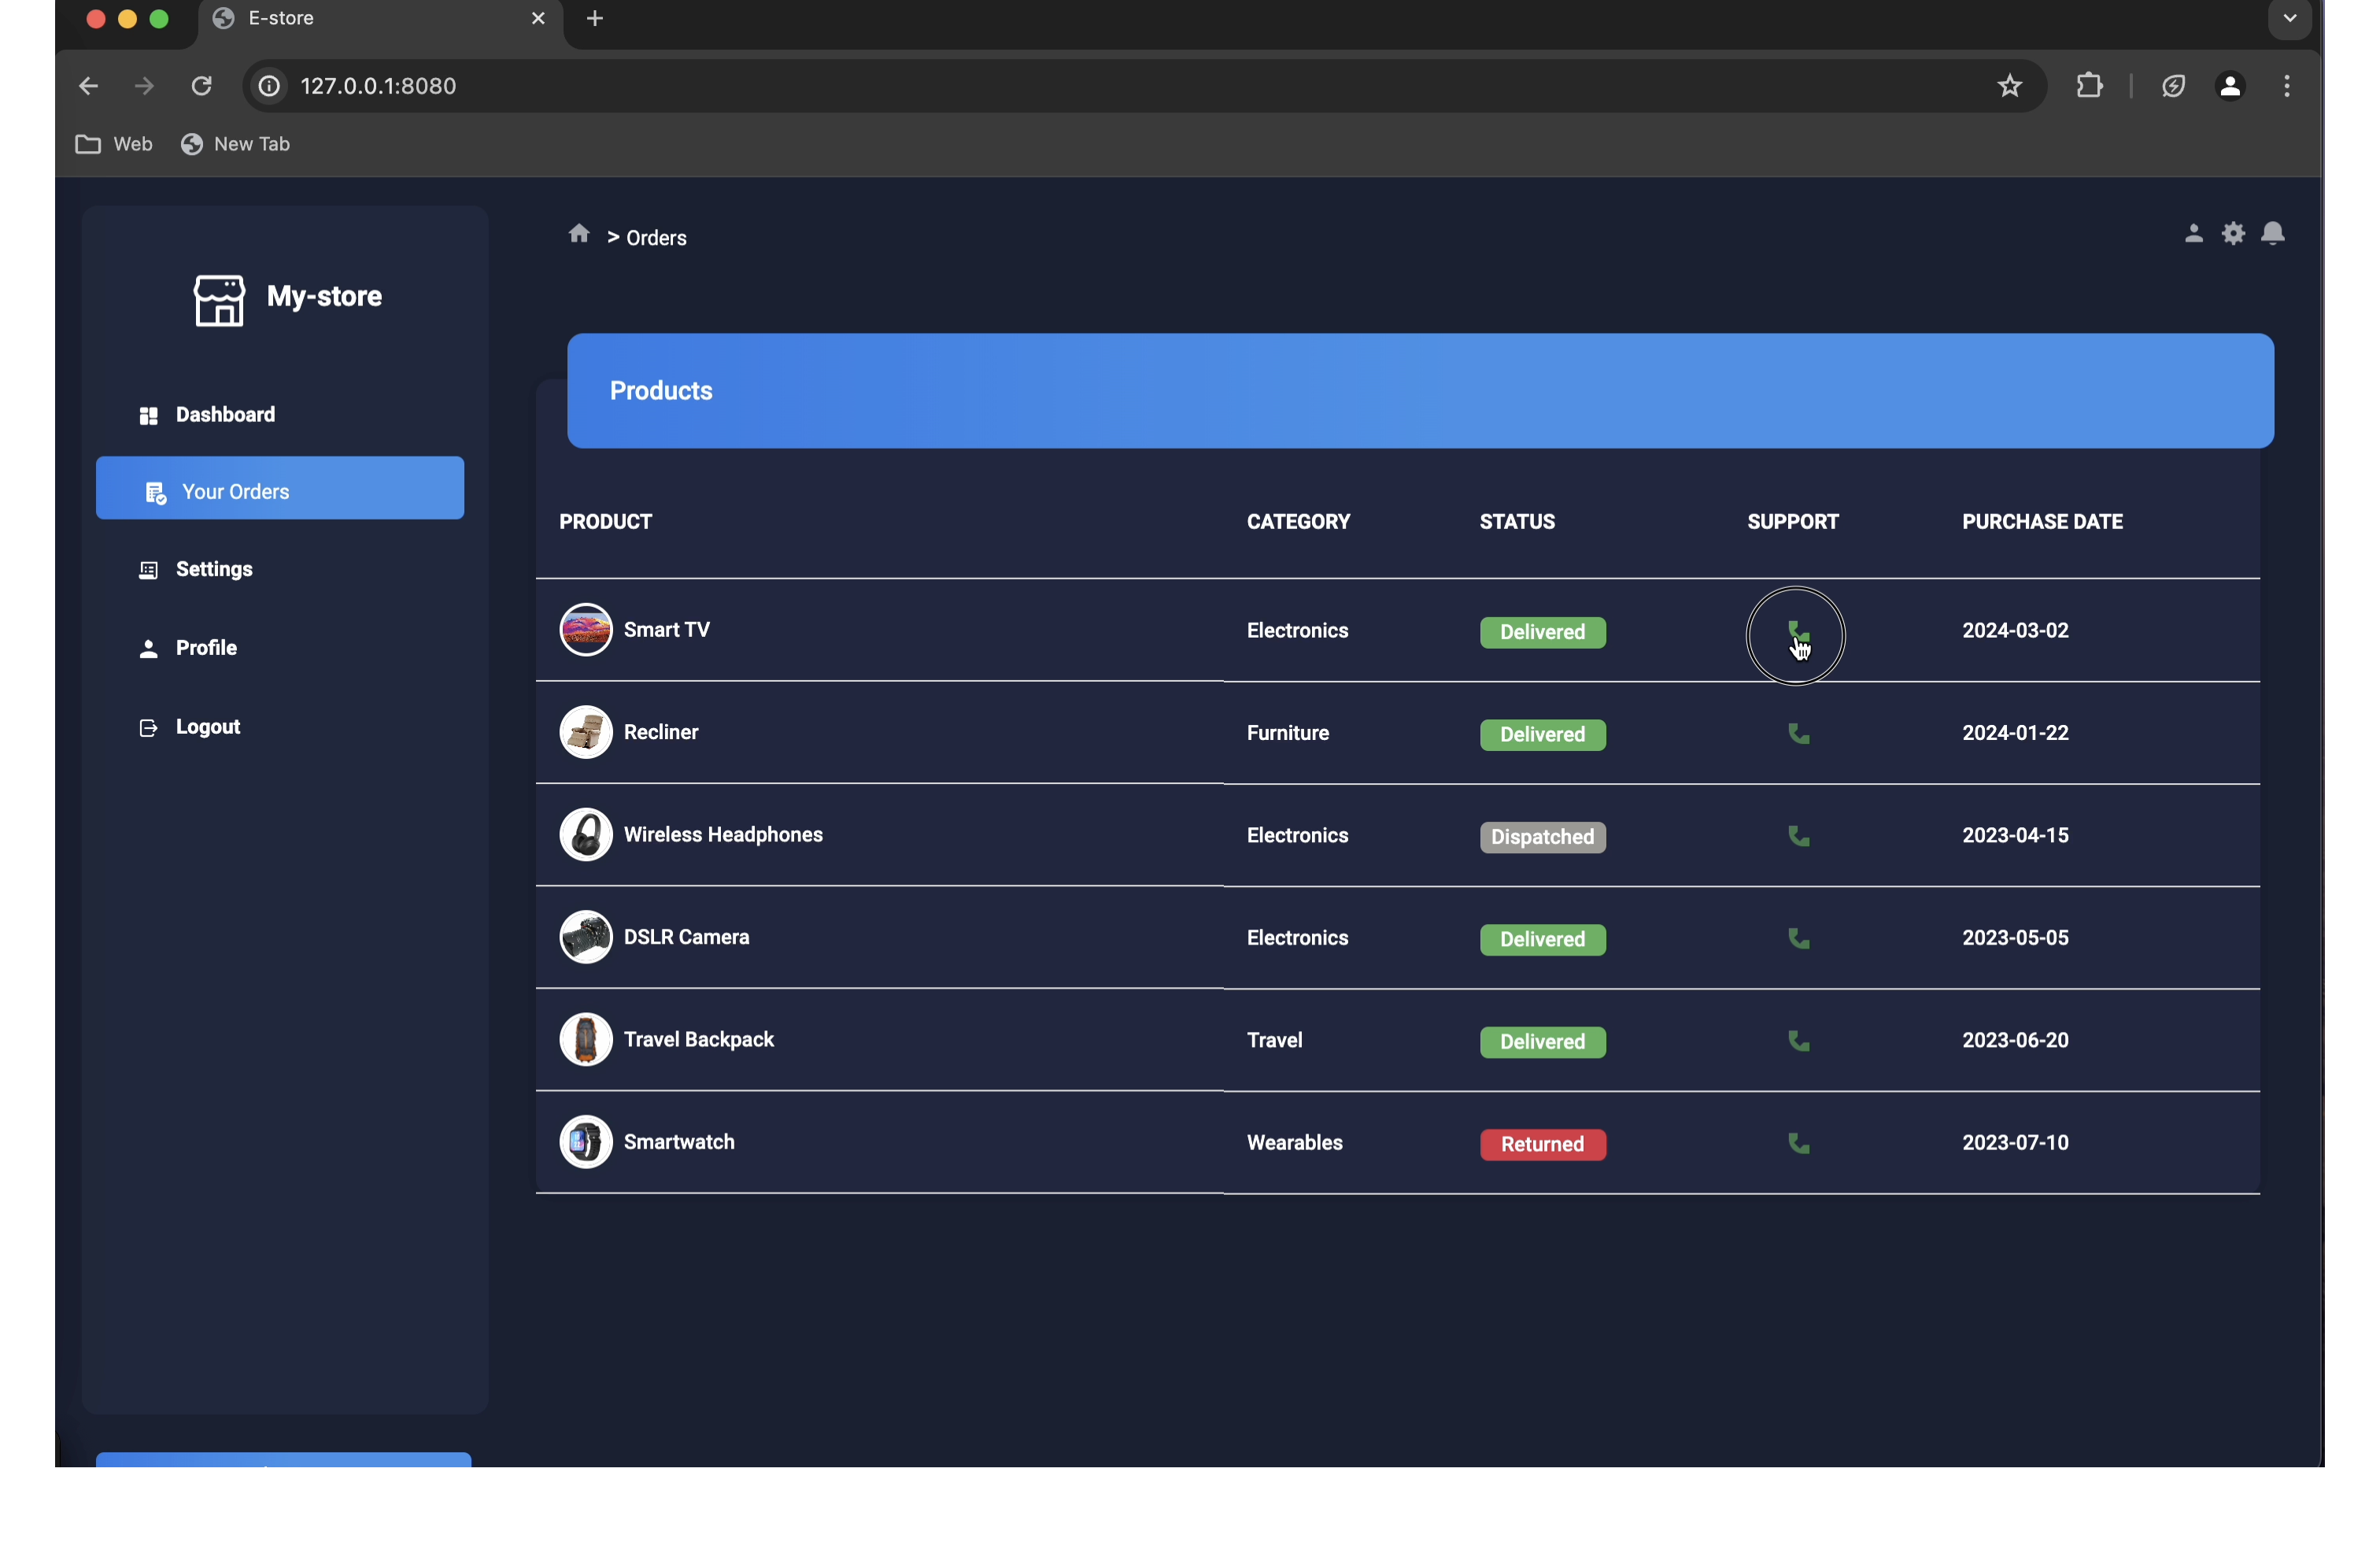 E-store
127.0.0.1:8080
Web New Tab
> Orders
My-store
Dashboard
Your Orders
Settings
Profile
Logout
Products
PRODUCT CATEGORY STATUS SUPPORT PURCHASE DATE
Smart TV Electronics Delivered 2024-03-02
Recliner Furniture Delivered 2024-01-22
Wireless Headphones Electronics Dispatched 2023-04-15
DSLR Camera Electronics Delivered 2023-05-05
Travel Backpack Travel Delivered 2023-06-20
Smartwatch Wearables Returned 2023-07-10